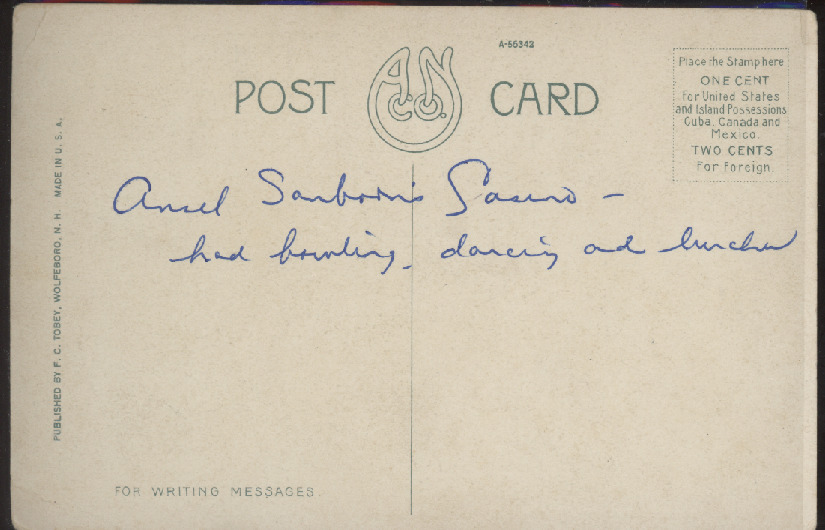 A-55342
POST CARD
AN CO.
Place the Stamp here
ONE CENT
For United States
and Island Possessions
Cuba, Canada and
Mexico.
TWO CENTS
For Foreign.
Ansel Sanborn's Casino –
had bowling, dancing and lunches
PUBLISHED BY F. C. TOBEY, WOLFEBORO, N. H. MADE IN U. S. A.
FOR WRITING MESSAGES.